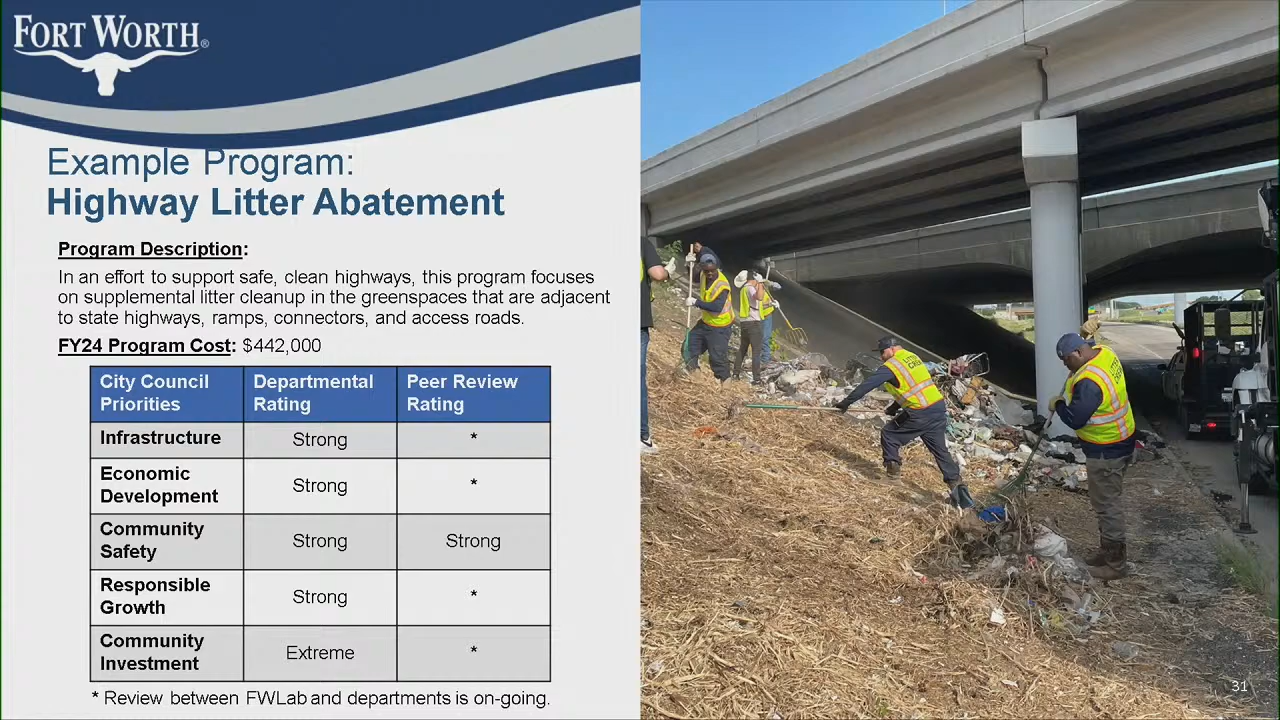 FORT WORTH®
Example Program:
Highway Litter Abatement
Program Description:
In an effort to support safe, clean highways, this program focuses
on supplemental litter cleanup in the greenspaces that are adjacent
to state highways, ramps, connectors, and access roads.
FY24 Program Cost: $442,000
City Council Priorities
Departmental Rating
Peer Review Rating
Infrastructure
Strong
*
Economic Development
Strong
*
Community Safety
Strong
Strong
Responsible Growth
Strong
*
Community Investment
Extreme
*
* Review between FWLab and departments is on-going.
31